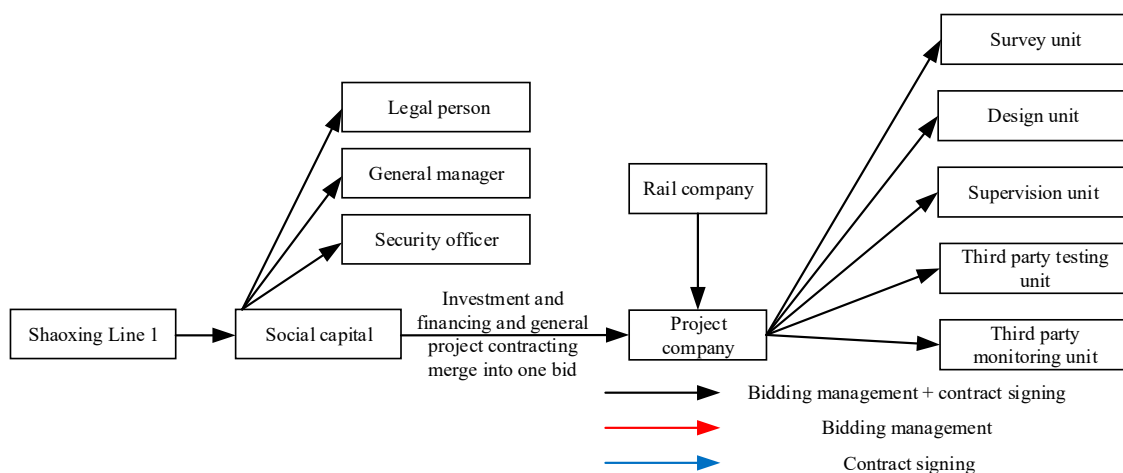 Survey unit
Legal person
Design unit
General manager
Rail company
Supervision unit
Security officer
Third party testing
unit
Investment and
financing and general
project contracting
merge into one bid
Shaoxing Line 1
Social capital
Project
company
Third party
monitoring unit
Bidding management + contract signing
Bidding management
Contract signing